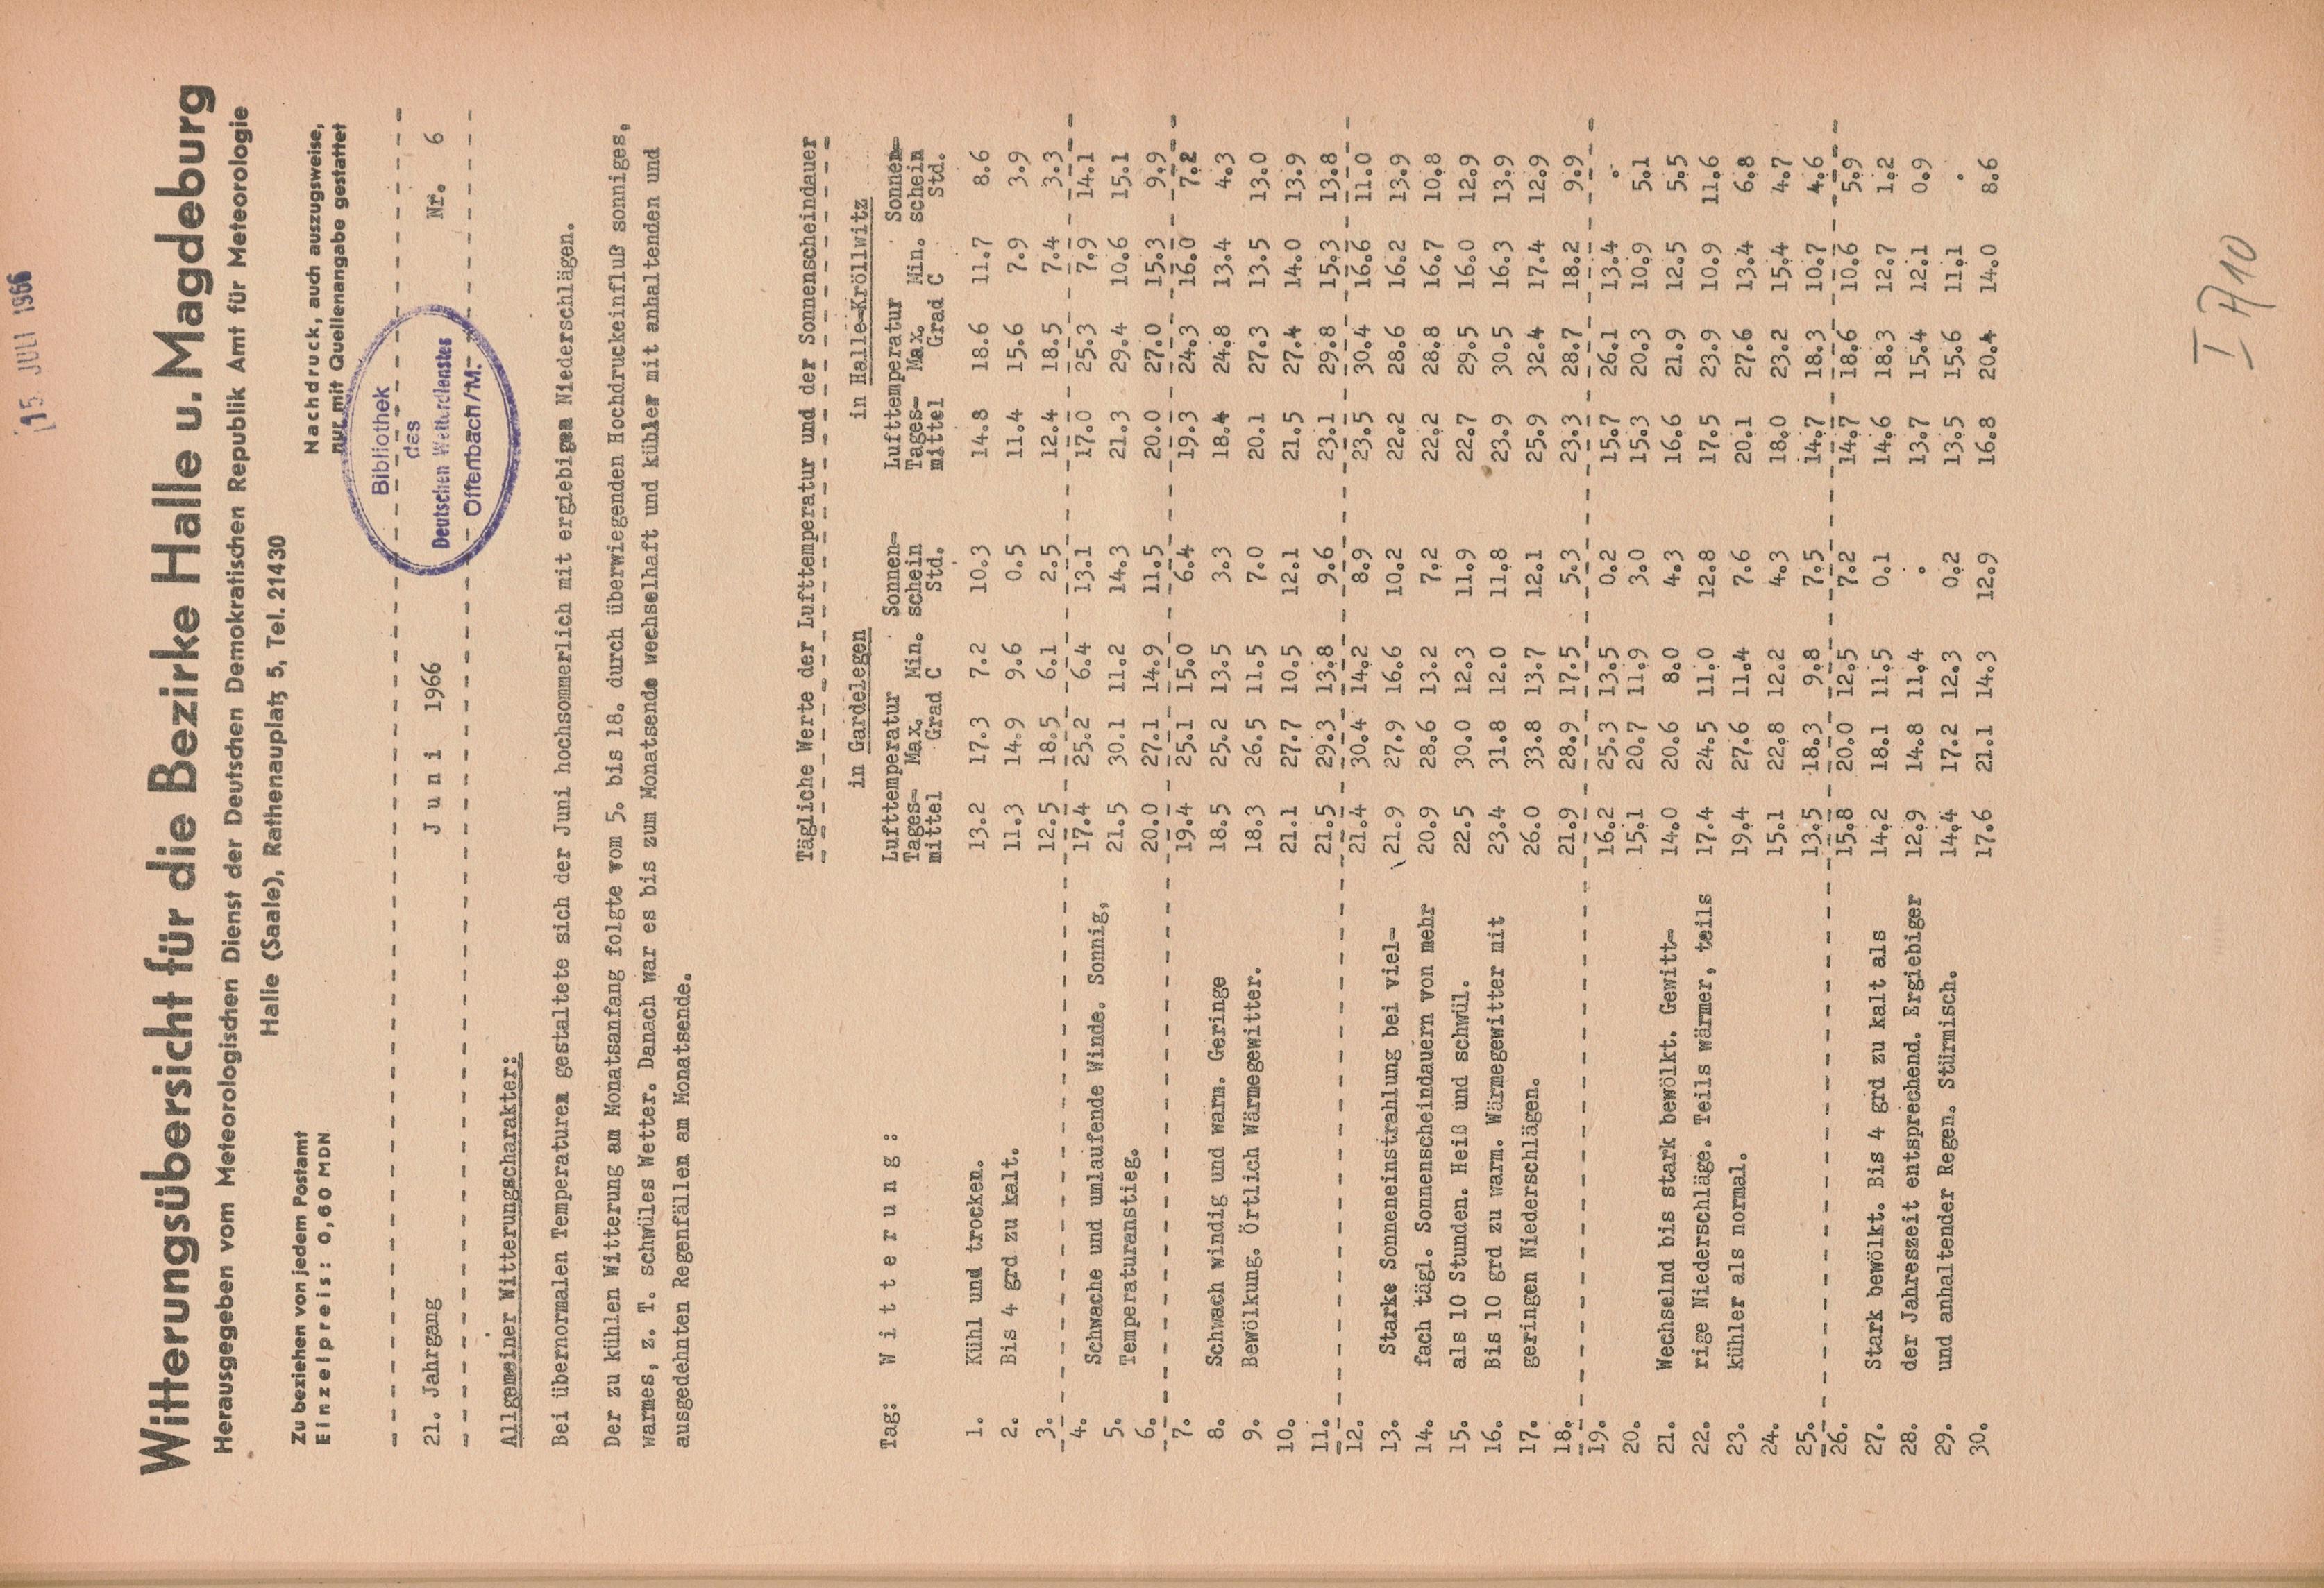 15 JULI 1966
Witterungsübersicht für die Bezirke Halle u. Magdeburg
Herausgegeben vom Meteorologischen Dienst der Deutschen Demokratischen Republik Amt für Meteorologie
Halle (Saale), Rathenauplatz 5, Tel. 21430
Zu beziehen von jedem Postamt
Einzelpreis: 0,60 MDN
Nachdruck, auch auszugsweise,
nur mit Quellenangabe gestattet
Bibliothek
des
Deutschen Wetterdienstes
Offenbach/M.
21. Jahrgang Juni 1966 Nr. 6
Allgemeiner Witterungscharakter:
Bei übernormalen Temperaturen gestaltete sich der Juni hochsommerlich mit ergiebigen Niederschlägen.
Der zu kühlen Witterung am Monatsanfang folgte vom 5. bis 18. durch überwiegenden Hochdruckeinfluß sonniges,
warmes, z. T. schwüles Wetter. Danach war es bis zum Monatsende wechselhaft und kühler mit anhaltenden und
ausgedehnten Regenfällen am Monatsende.
Tägliche Werte der Lufttemperatur und der Sonnenscheindauer
in Gardelegen in Halle-Kröllwitz
Lufttemperatur Sonnen= Lufttemperatur Sonnen=
Tag: Witterung: Tages= Max. Min. schein Tages= Max. Min. schein
mittel Grad C Std. mittel Grad C Std.
1. Kühl und trocken. 13.2 17.3 7.2 10.3 14.8 18.6 11.7 8.6
2. Bis 4 grd zu kalt. 11.3 14.9 9.6 0.5 11.4 15.6 7.9 3.9
3. 12.5 18.5 6.1 2.5 12.4 18.5 7.4 3.3
4. Schwache und umlaufende Winde. Sonnig, 17.4 25.2 6.4 13.1 17.0 25.3 7.9 14.1
5. Temperaturanstieg. 21.5 30.1 11.2 14.3 21.3 29.4 10.6 15.1
6. 20.0 27.1 14.9 11.5 20.0 27.0 15.3 9.9
7. 19.4 25.1 15.0 6.4 19.3 24.3 16.0 7.2
8. Schwach windig und warm. Geringe 18.5 25.2 13.5 3.3 18.4 24.8 13.4 4.3
9. Bewölkung. Örtlich Wärmegewitter. 18.3 26.5 11.5 7.0 20.1 27.3 13.5 13.0
10. 21.1 27.7 10.5 12.1 21.5 27.4 14.0 13.9
11. 21.5 29.3 13.8 9.6 23.1 29.8 15.3 13.8
12. 21.4 30.4 14.2 8.9 23.5 30.4 16.6 11.0
13. Starke Sonneneinstrahlung bei viel= 21.9 27.9 16.6 10.2 22.2 28.6 16.2 13.9
14. fach tägl. Sonnenscheindauern von mehr 20.9 28.6 13.2 7.2 22.2 28.8 16.7 10.8
15. als 10 Stunden. Heiß und schwül. 22.5 30.0 12.3 11.9 22.7 29.5 16.0 12.9
16. Bis 10 grd zu warm. Wärmegewitter mit 23.4 31.8 12.0 11.8 23.9 30.5 16.3 13.9
17. geringen Niederschlägen. 26.0 33.8 13.7 12.1 25.9 32.4 17.4 12.9
18. 21.9 28.9 17.5 5.3 23.3 28.7 18.2 9.9
19. 16.2 25.3 13.5 0.2 15.7 26.1 13.4 .
20. 15.1 20.7 11.9 3.0 15.3 20.3 10.9 5.1
21. Wechselnd bis stark bewölkt. Gewitt= 14.0 20.6 8.0 4.3 16.6 21.9 12.5 5.5
22. rige Niederschläge. Teils wärmer, teils 17.4 24.5 11.0 12.8 17.5 23.9 10.9 11.6
23. kühler als normal. 19.4 27.6 11.4 7.6 20.1 27.6 13.4 6.8
24. 15.1 22.8 12.2 4.3 18.0 23.2 15.4 4.7
25. 13.5 18.3 9.8 7.5 14.7 18.3 10.7 4.6
26. 15.8 20.0 12.5 7.2 14.7 18.6 10.6 5.9
27. Stark bewölkt. Bis 4 grd zu kalt als 14.2 18.1 11.5 0.1 14.6 18.3 12.7 1.2
28. der Jahreszeit entsprechend. Ergiebiger 12.9 14.8 11.4 . 13.7 15.4 12.1 0.9
29. und anhaltender Regen. Stürmisch. 14.4 17.2 12.3 0.2 13.5 15.6 11.1 .
30. 17.6 21.1 14.3 12.9 16.8 20.4 14.0 8.6
I A 10